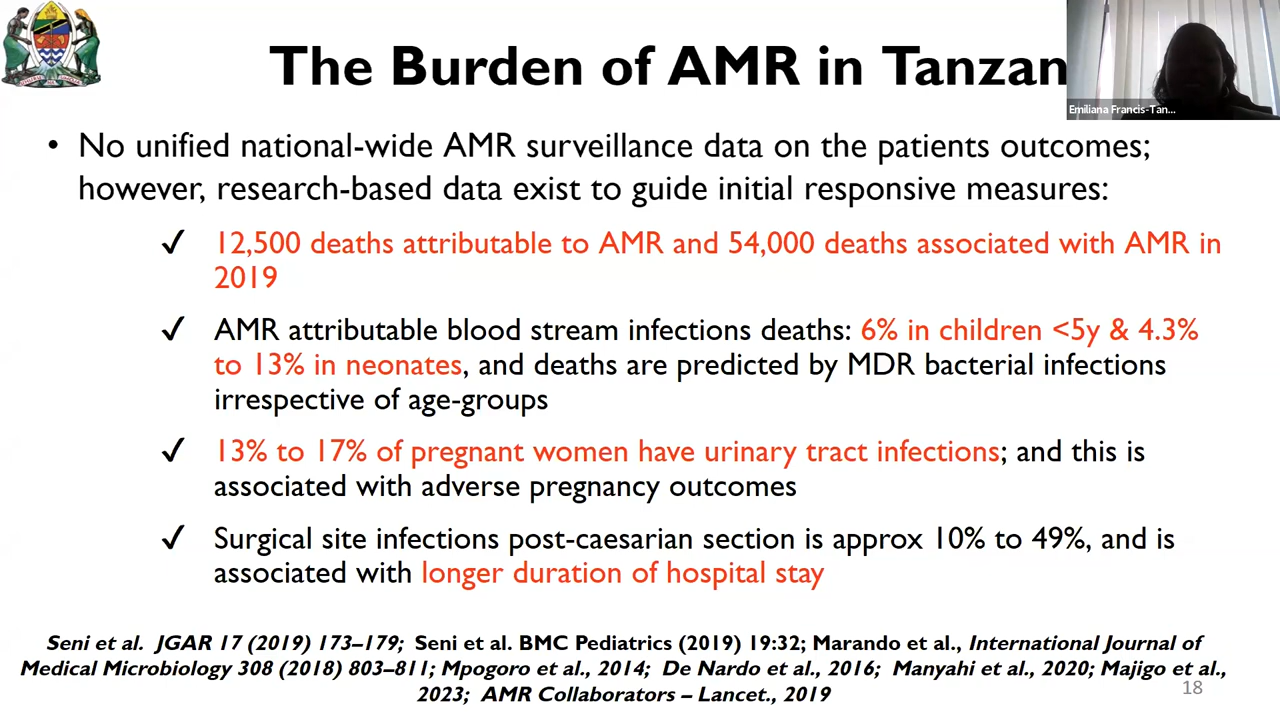 The Burden of AMR in Tanzan
Emiliana Francis-Tan...
• No unified national-wide AMR surveillance data on the patients outcomes;
however, research-based data exist to guide initial responsive measures:
✓ 12,500 deaths attributable to AMR and 54,000 deaths associated with AMR in
2019
✓ AMR attributable blood stream infections deaths: 6% in children <5y & 4.3%
to 13% in neonates, and deaths are predicted by MDR bacterial infections
irrespective of age-groups
✓ 13% to 17% of pregnant women have urinary tract infections; and this is
associated with adverse pregnancy outcomes
✓ Surgical site infections post-caesarian section is approx 10% to 49%, and is
associated with longer duration of hospital stay
Seni et al. JGAR 17 (2019) 173–179; Seni et al. BMC Pediatrics (2019) 19:32; Marando et al., International Journal of
Medical Microbiology 308 (2018) 803–811; Mpogoro et al., 2014; De Nardo et al., 2016; Manyahi et al., 2020; Majigo et al.,
2023; AMR Collaborators – Lancet., 2019
18